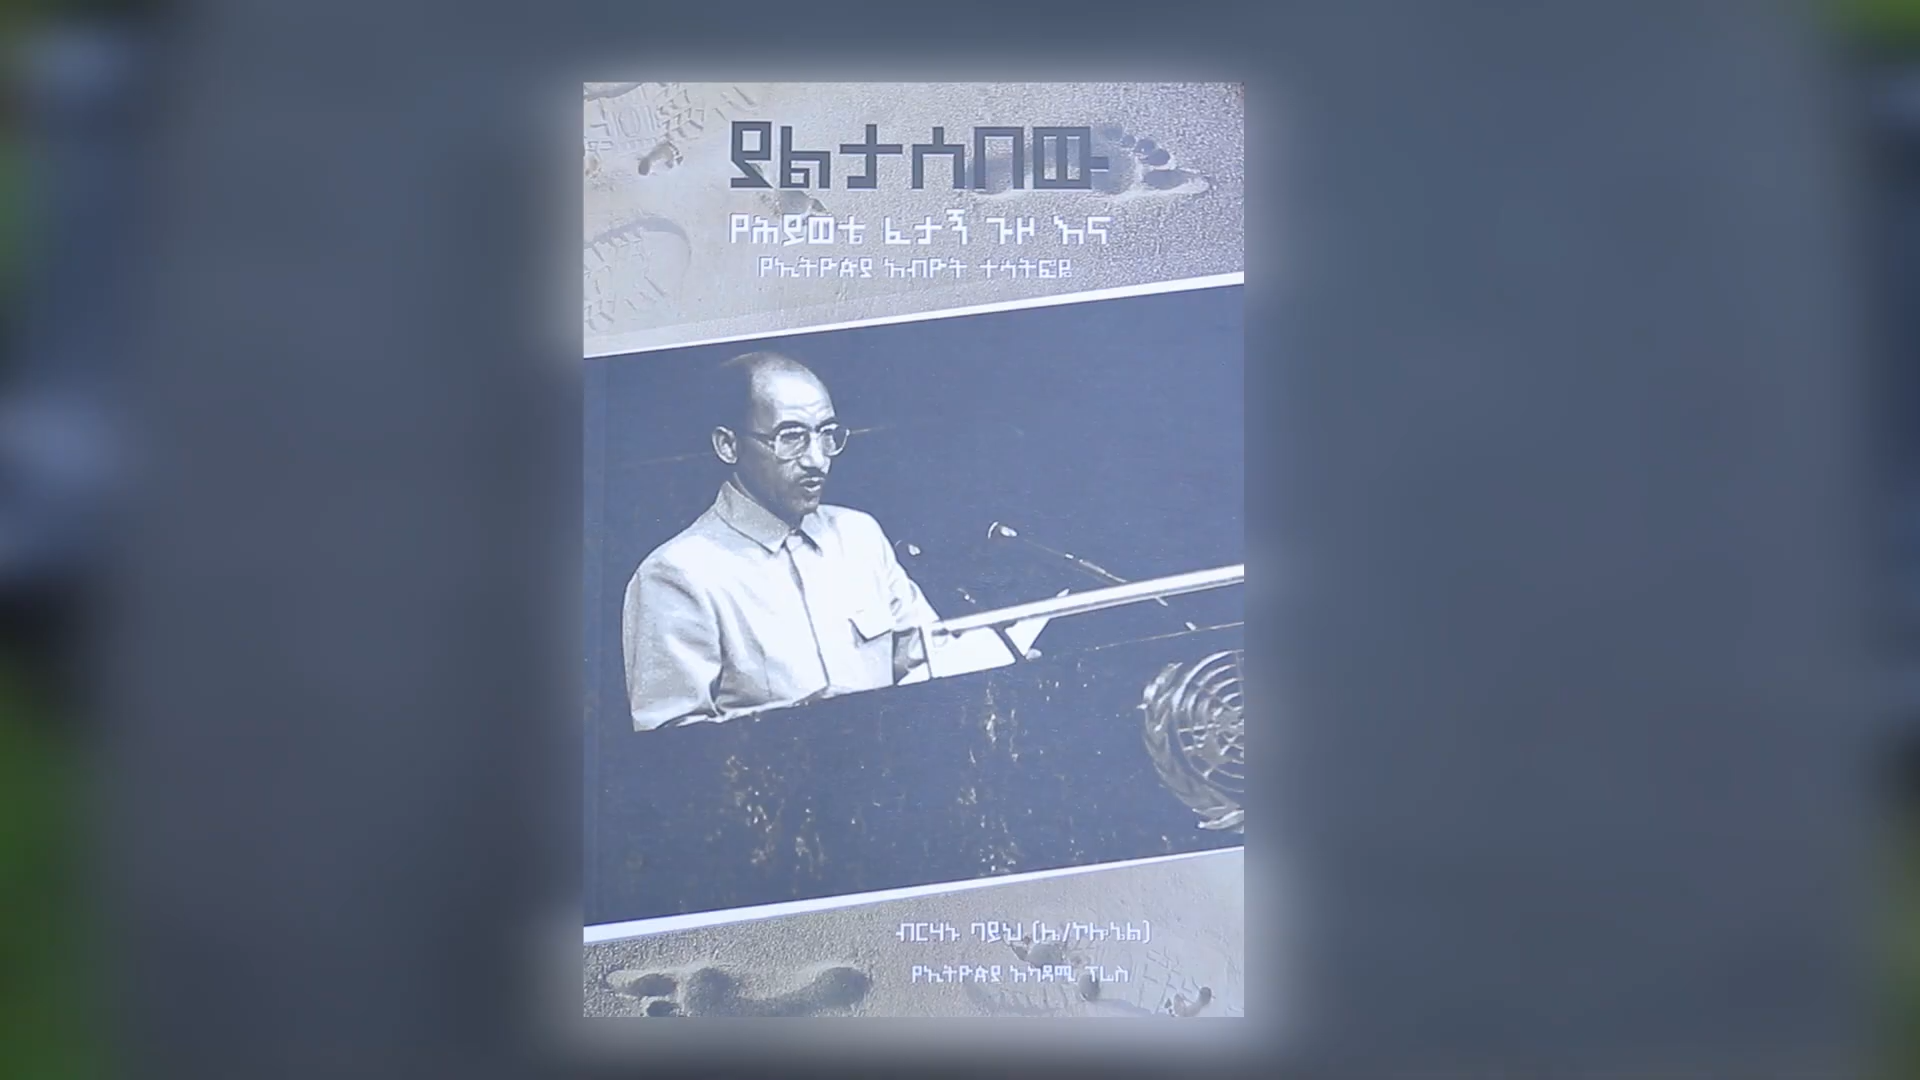 ያልታሰበው
የሕይወቴ ፈታኝ ጉዞ እና
የኢትዮጵያ አብዮት ተሳትፎዬ
ብርሃኑ ባይህ (ሌ/ኮሎኔል)
የኢትዮጵያ አካዳሚ ፕሬስ